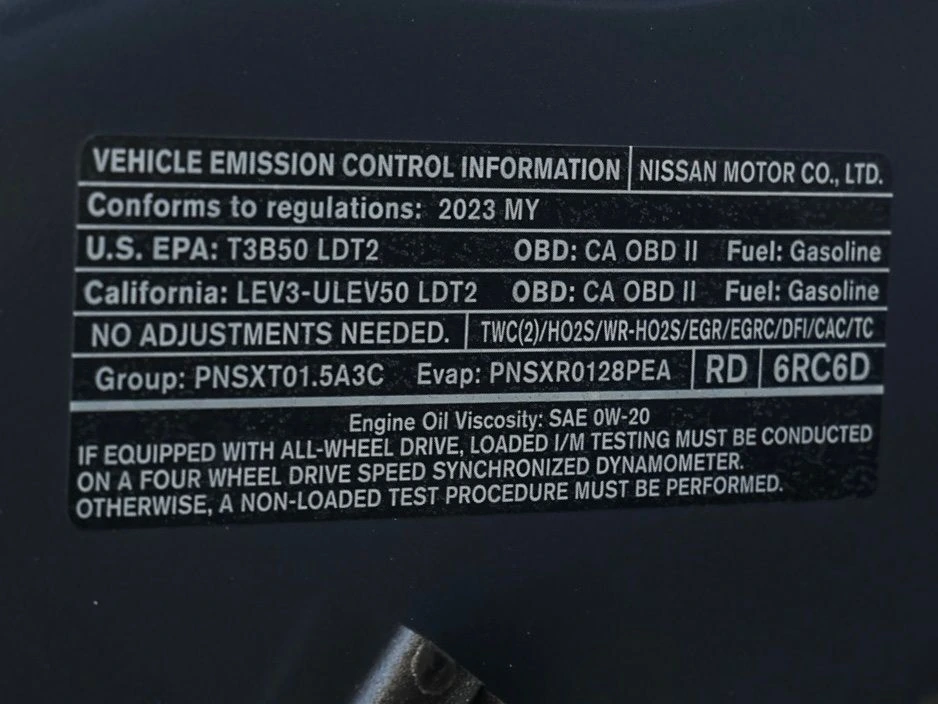 VEHICLE EMISSION CONTROL INFORMATION NISSAN MOTOR CO., LTD.
Conforms to regulations: 2023 MY
U.S. EPA: T3B50 LDT2 OBD: CA OBD II Fuel: Gasoline
California: LEV3-ULEV50 LDT2 OBD: CA OBD II Fuel: Gasoline
NO ADJUSTMENTS NEEDED. TWC(2)/HO2S/WR-HO2S/EGR/EGRC/DFI/CAC/TC
Group: PNSXT01.5A3C Evap: PNSXR0128PEA RD 6RC6D
Engine Oil Viscosity: SAE 0W-20
IF EQUIPPED WITH ALL-WHEEL DRIVE, LOADED I/M TESTING MUST BE CONDUCTED
ON A FOUR WHEEL DRIVE SPEED SYNCHRONIZED DYNAMOMETER.
OTHERWISE, A NON-LOADED TEST PROCEDURE MUST BE PERFORMED.